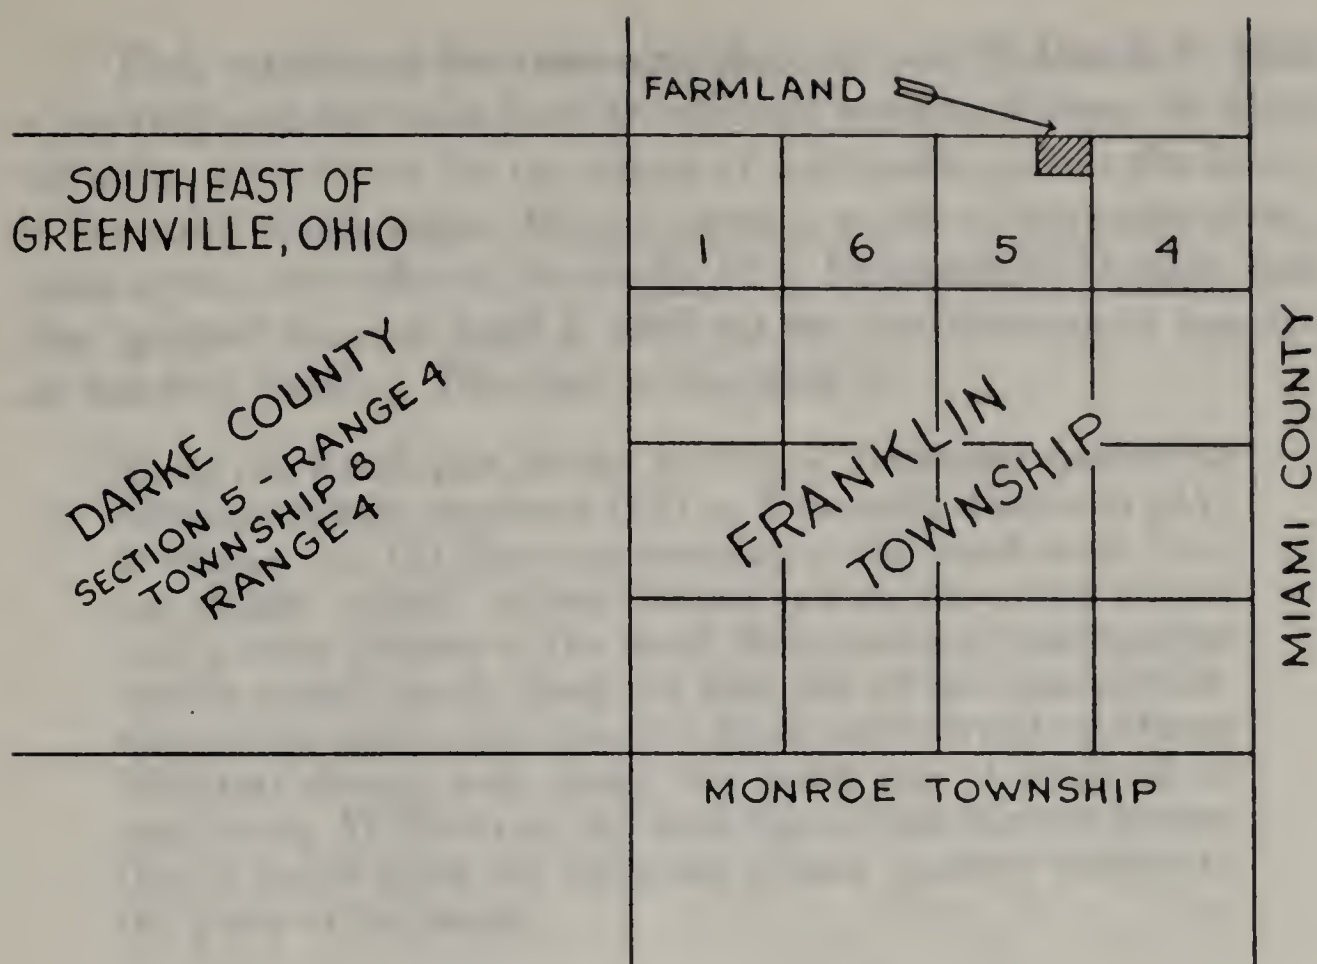 FARMLAND
SOUTHEAST OF
GREENVILLE, OHIO
1 6 5 4
DARKE COUNTY
SECTION 5 - RANGE 4
TOWNSHIP 8
RANGE 4
FRANKLIN
TOWNSHIP
MIAMI COUNTY
MONROE TOWNSHIP